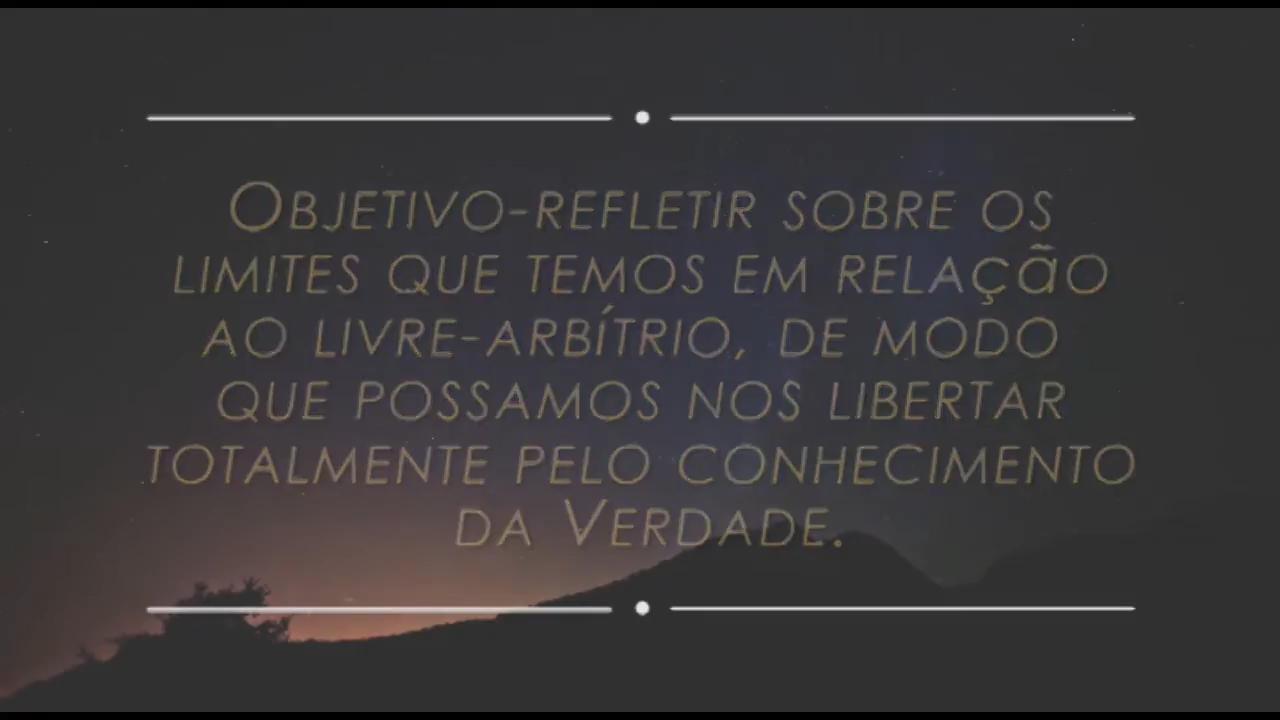 Objetivo-refletir sobre os
limites que temos em relação
ao livre-arbítrio, de modo
que possamos nos libertar
totalmente pelo conhecimento
da Verdade.